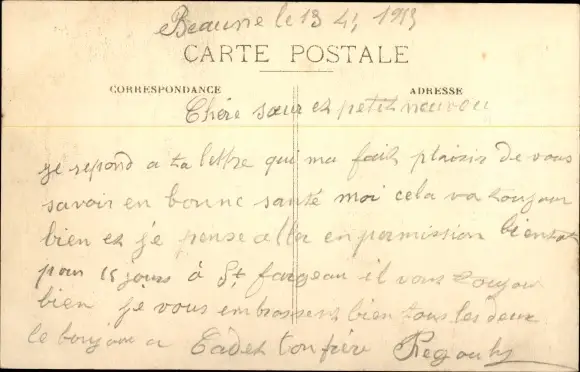 Beaune le 13 4, 1913
CARTE POSTALE
CORRESPONDANCE
ADRESSE
Chère sœur et petit neuvou
je repond a ta lettre qui ma fait plaisir de vous
savoir en bonne santé moi cela va toujour
bien et je pense aller en permission bientot
pour 15 jours à St fargeau il vont toujour
bien je vous embrassent bien tous les deux
le bonjour a Cadet ton frère